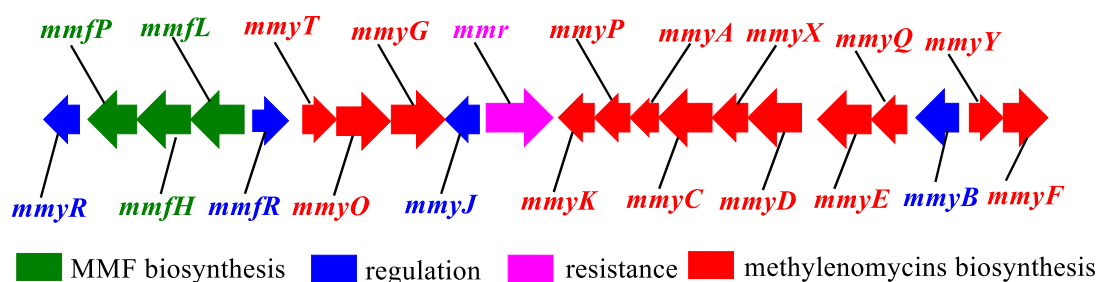 mmfP mmfL mmyT mmyG mmr mmyP mmyA mmyX mmyQ mmyY
mmyR mmfH mmfR mmyO mmyJ mmyK mmyC mmyD mmyE mmyB mmyF
MMF biosynthesis regulation resistance methylenomycins biosynthesis